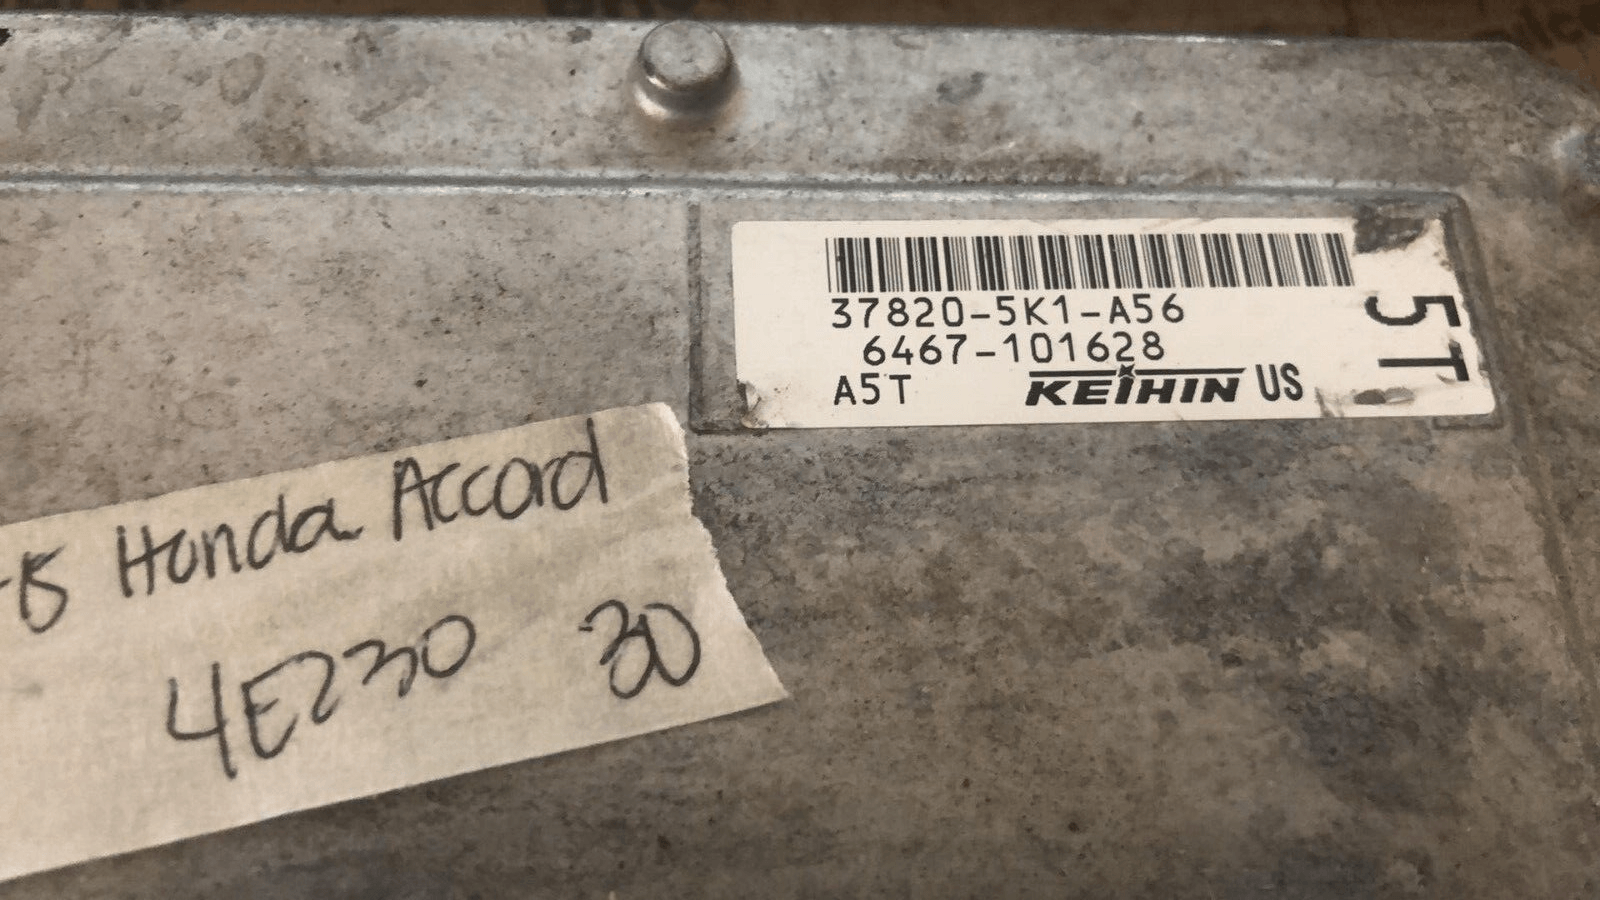 37820-5K1-A56
6467-101628
A5T KEIHIN US
5T
Honda Accord
4E230 30